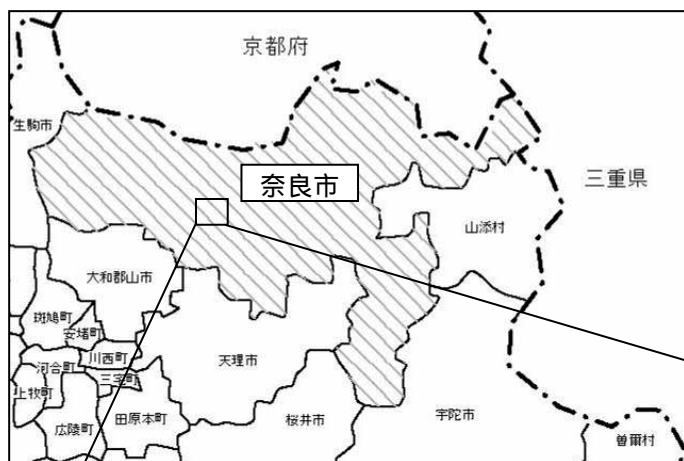 京都府
生駒市
奈良市
三重県
山添村
大和郡山市
斑鳩町
安堵町
川西町
天理市
河合町
三宅町
上牧町
田原本町
広陵町
桜井市
宇陀市
曽爾村